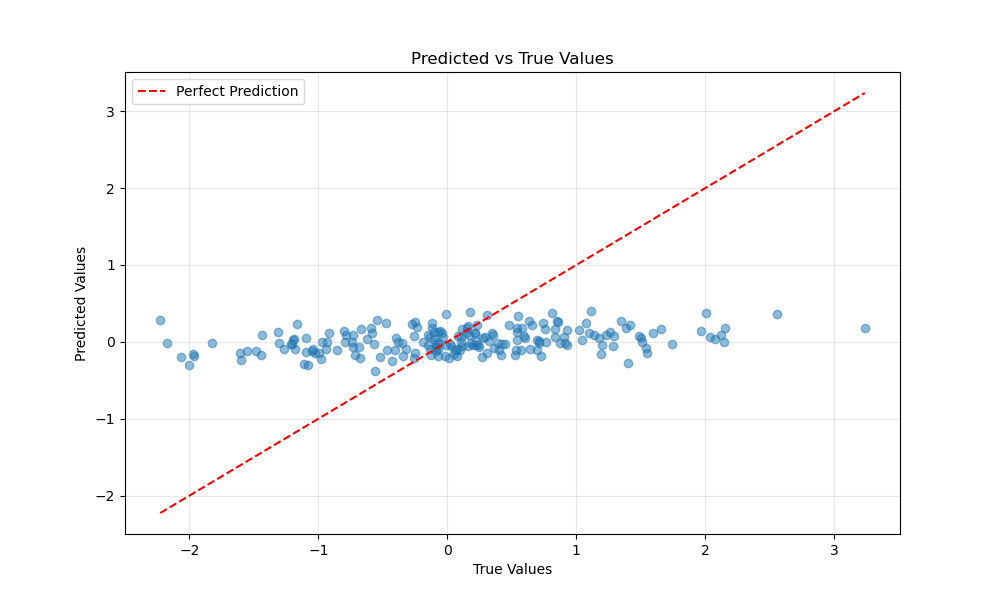 Predicted vs True Values
Perfect Prediction
3
2
1
0
−1
−2
Predicted Values
−2 −1 0 1 2 3
True Values